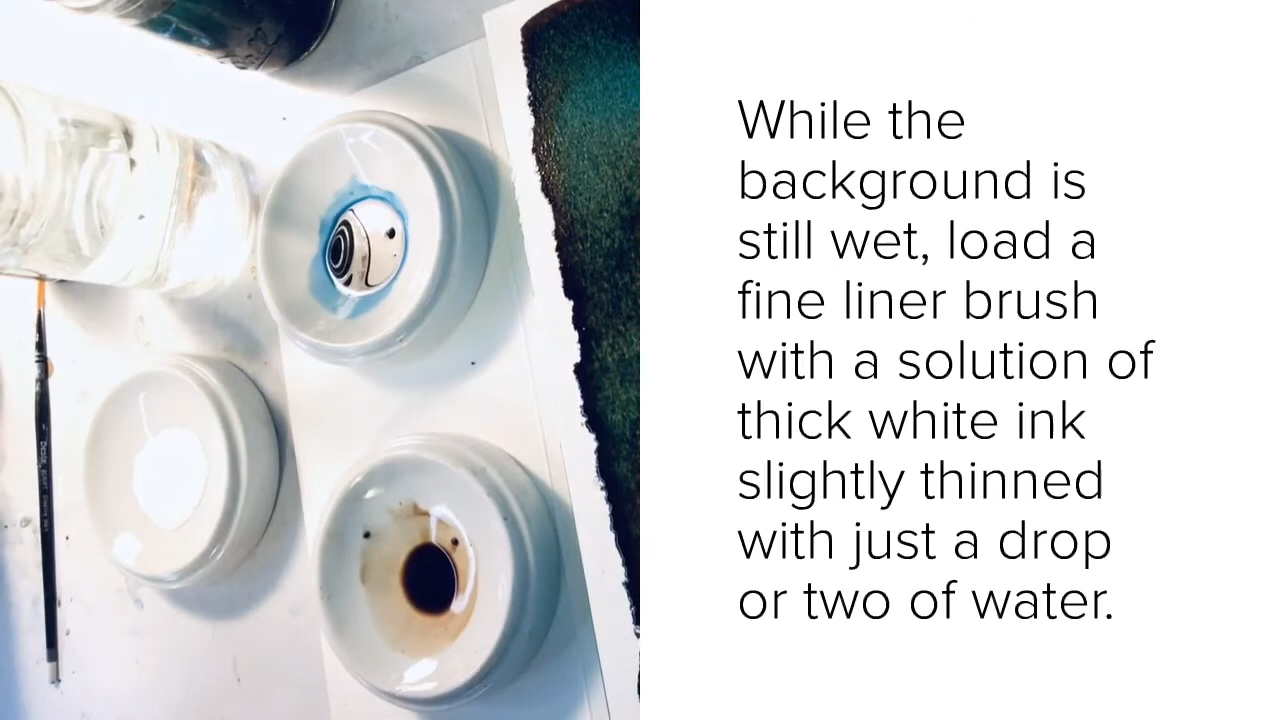 While the
background is
still wet, load a
fine liner brush
with a solution of
thick white ink
slightly thinned
with just a drop
or two of water.